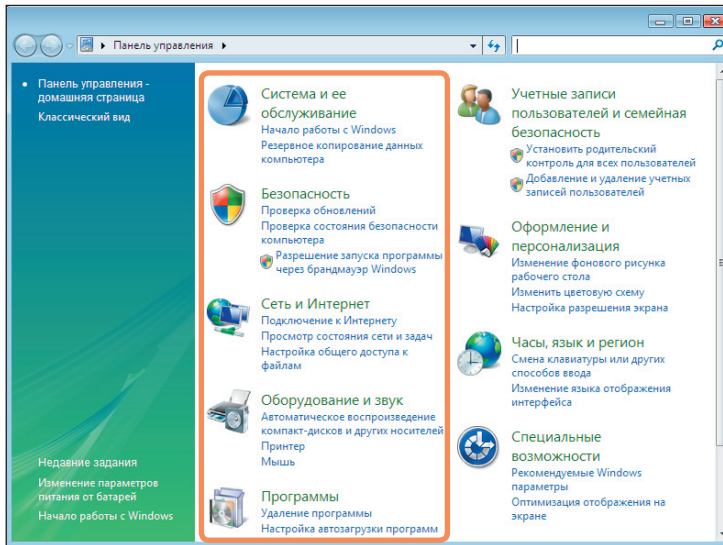 Панель управления
Панель управления -
домашняя страница
Классический вид
Недавние задания
Изменение параметров
питания от батарей
Начало работы с Windows
Система и ее
обслуживание
Начало работы с Windows
Резервное копирование данных
компьютера
Безопасность
Проверка обновлений
Проверка состояния безопасности
компьютера
Разрешение запуска программы
через брандмауэр Windows
Сеть и Интернет
Подключение к Интернету
Просмотр состояния сети и задач
Настройка общего доступа к
файлам
Оборудование и звук
Автоматическое воспроизведение
компакт-дисков и других носителей
Принтер
Мышь
Программы
Удаление программы
Настройка автозагрузки программ
Учетные записи
пользователей и семейная
безопасность
Установить родительский
контроль для всех пользователей
Добавление и удаление учетных
записей пользователей
Оформление и
персонализация
Изменение фонового рисунка
рабочего стола
Изменить цветовую схему
Настройка разрешения экрана
Часы, язык и регион
Смена клавиатуры или других
способов ввода
Изменение языка отображения
интерфейса
Специальные
возможности
Рекомендуемые Windows
параметры
Оптимизация отображения на
экране